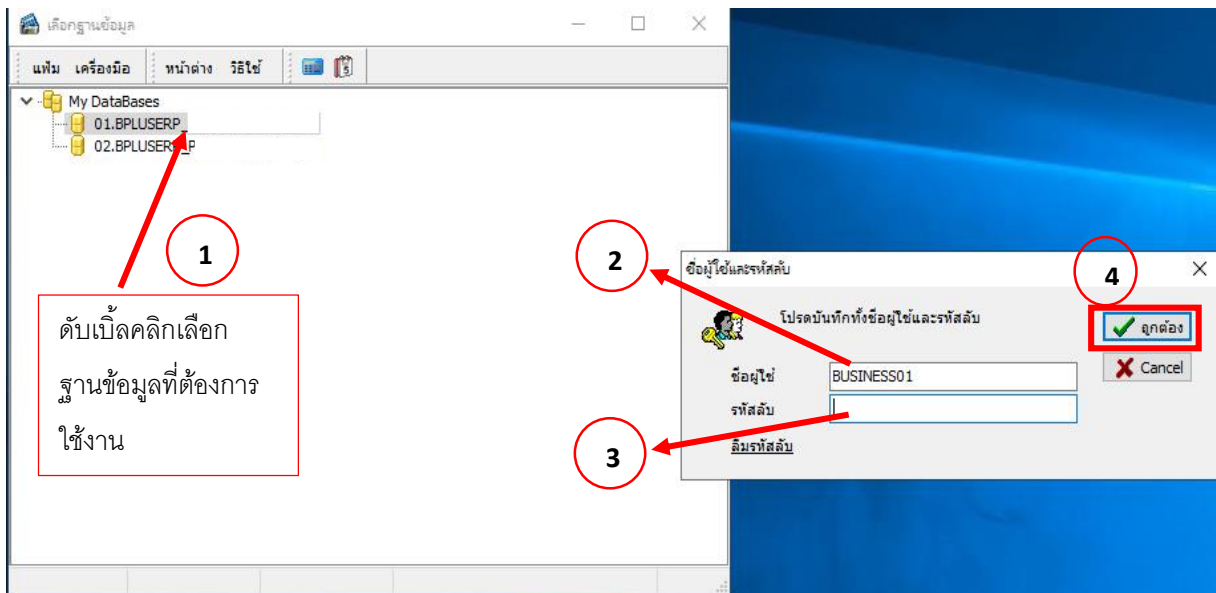 เลือกฐานข้อมูล
แฟ้ม เครื่องมือ หน้าต่าง วิธีใช้
My DataBases
01.BPLUSERP_
02.BPLUSERP_P
1
ดับเบิ้ลคลิกเลือก
ฐานข้อมูลที่ต้องการ
ใช้งาน
2
ชื่อผู้ใช้และรหัสลับ
4
โปรดบันทึกทั้งชื่อผู้ใช้และรหัสลับ
ถูกต้อง
ชื่อผู้ใช้ BUSINESS01
Cancel
รหัสลับ
ลืมรหัสลับ
3